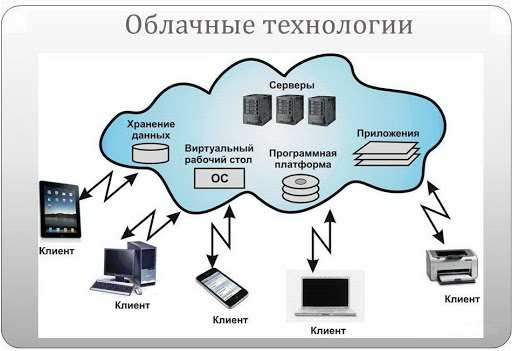 Облачные технологии
Серверы
Хранение
данных
Виртуальный
рабочий стол
ОС
Программная
платформа
Приложения
Клиент
Клиент
Клиент
Клиент
Клиент